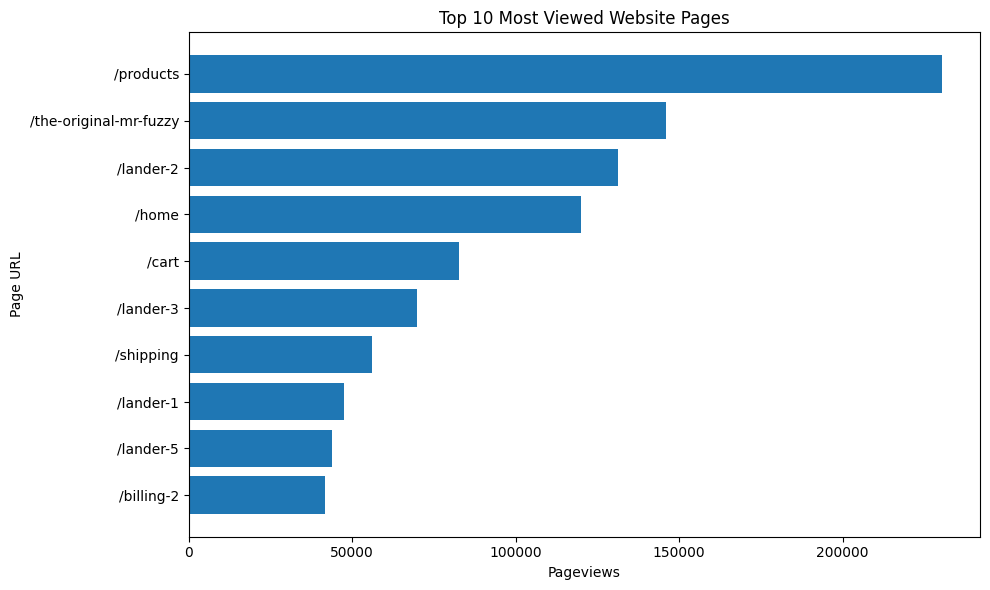 Top 10 Most Viewed Website Pages
Page URL
/products
/the-original-mr-fuzzy
/lander-2
/home
/cart
/lander-3
/shipping
/lander-1
/lander-5
/billing-2
0 50000 100000 150000 200000
Pageviews